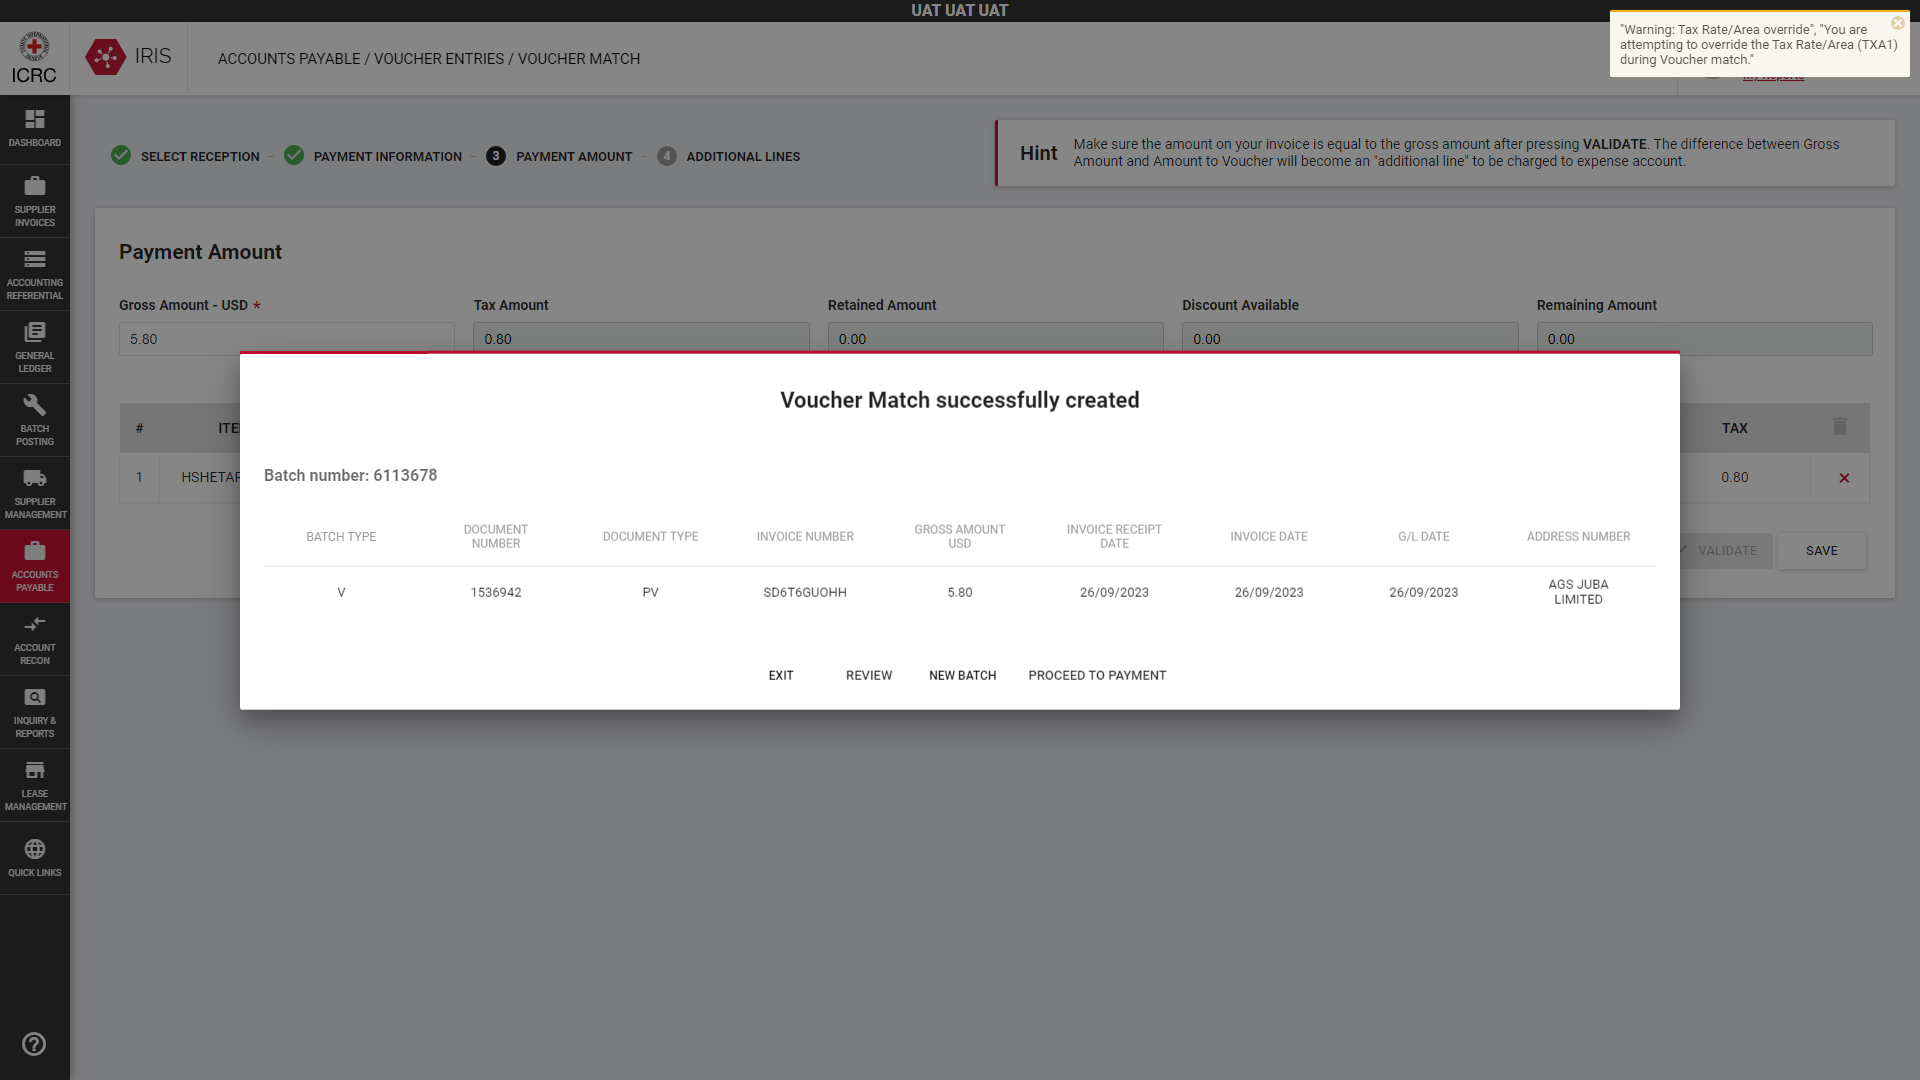 UAT UAT UAT
ICRC
IRIS
ACCOUNTS PAYABLE / VOUCHER ENTRIES / VOUCHER MATCH
"Warning: Tax Rate/Area override", "You are
attempting to override the Tax Rate/Area (TXA1)
during Voucher match."
My Reports
DASHBOARD
SUPPLIER
INVOICES
ACCOUNTING
REFERENTIAL
GENERAL
LEDGER
BATCH
POSTING
SUPPLIER
MANAGEMENT
ACCOUNTS
PAYABLE
ACCOUNT
RECON
INQUIRY &
REPORTS
LEASE
MANAGEMENT
QUICK LINKS
SELECT RECEPTION
PAYMENT INFORMATION
3 PAYMENT AMOUNT
4 ADDITIONAL LINES
Hint
Make sure the amount on your invoice is equal to the gross amount after pressing VALIDATE. The difference between Gross
Amount and Amount to Voucher will become an "additional line" to be charged to expense account.
Payment Amount
Gross Amount - USD * Tax Amount Retained Amount Discount Available Remaining Amount
5.80 0.80 0.00 0.00 0.00
# TAX
1 HSHETA 0.80
VALIDATE SAVE
Voucher Match successfully created
Batch number: 6113678
BATCH TYPE
DOCUMENT
NUMBER
DOCUMENT TYPE
INVOICE NUMBER
GROSS AMOUNT
USD
INVOICE RECEIPT
DATE
INVOICE DATE
G/L DATE
ADDRESS NUMBER
V 1536942 PV SD6T6GUOHH 5.80 26/09/2023 26/09/2023 26/09/2023
AGS JUBA
LIMITED
EXIT REVIEW NEW BATCH PROCEED TO PAYMENT